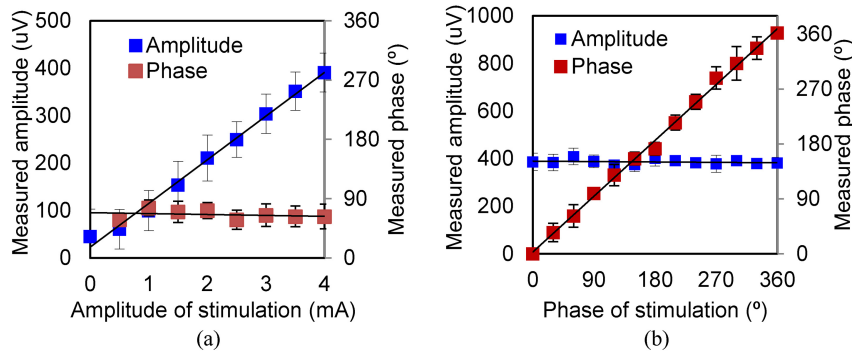 500
400
300
200
100
0
Measured amplitude (uV)
Amplitude
Phase
360
270
180
90
0
Measured phase (º)
0 1 2 3 4
Amplitude of stimulation (mA)
(a)
1000
800
600
400
200
0
Measured amplitude (uV)
Amplitude
Phase
360
270
150
90
0
Measured phase (º)
0 90 180 270 360
Phase of stimulation (º)
(b)